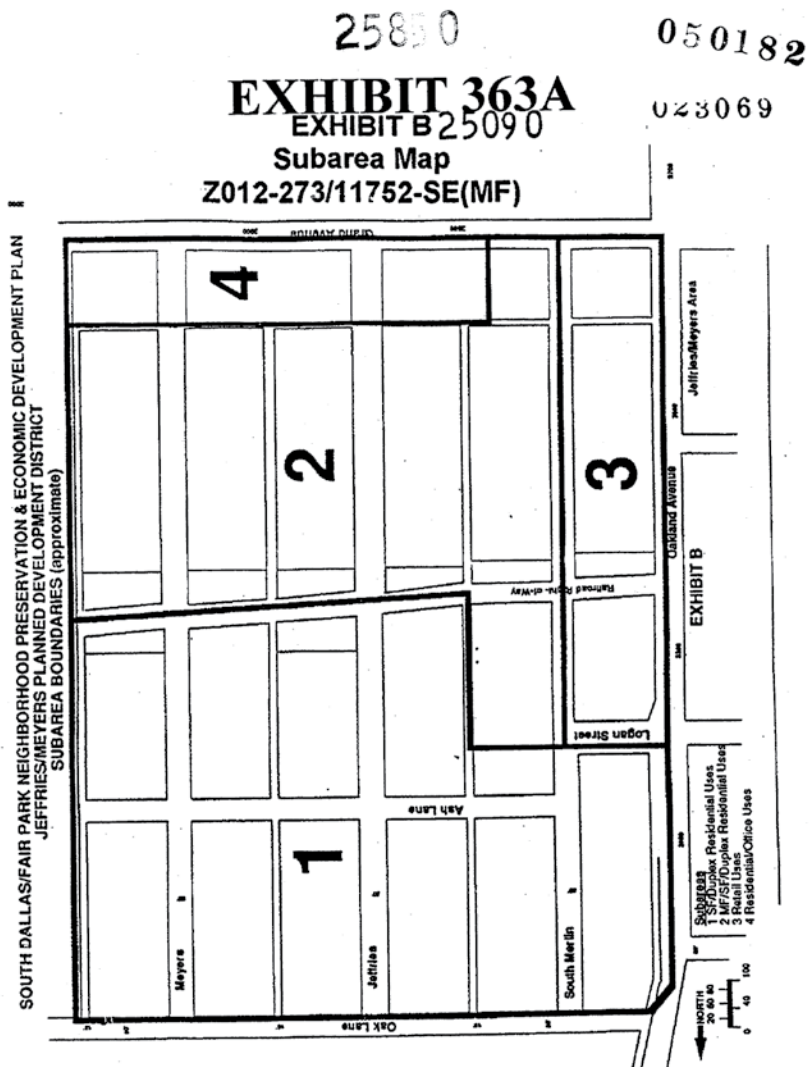 25850
050182
EXHIBIT 363A
023069
EXHIBIT B 25090
Subarea Map
Z012-273/11752-SE(MF)
SOUTH DALLAS/FAIR PARK NEIGHBORHOOD PRESERVATION & ECONOMIC DEVELOPMENT PLAN
JEFFRIES/MEYERS PLANNED DEVELOPMENT DISTRICT
SUBAREA BOUNDARIES (approximate)
Grand Avenue
4
2
3
1
Jeffries/Meyers Area
Oakland Avenue
EXHIBIT B
Railroad Right-of-Way
Logan Street
Ash Lane
Meyers
Jeffries
South Merlin
Oak Lane
Subareas
1 SF/Duplex Residential Uses
2 MF/SF/Duplex Residential Uses
3 Retail Uses
4 Residential/Office Uses
NORTH
20 60 80
0 40 100